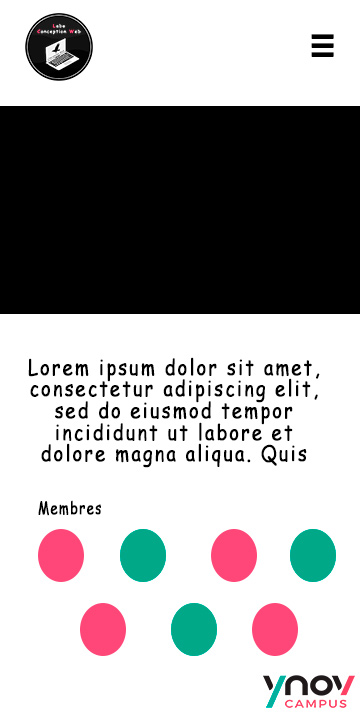 Labo
Conception Web
Lorem ipsum dolor sit amet,
consectetur adipiscing elit,
sed do eiusmod tempor
incididunt ut labore et
dolore magna aliqua. Quis
Membres
ynov
CAMPUS